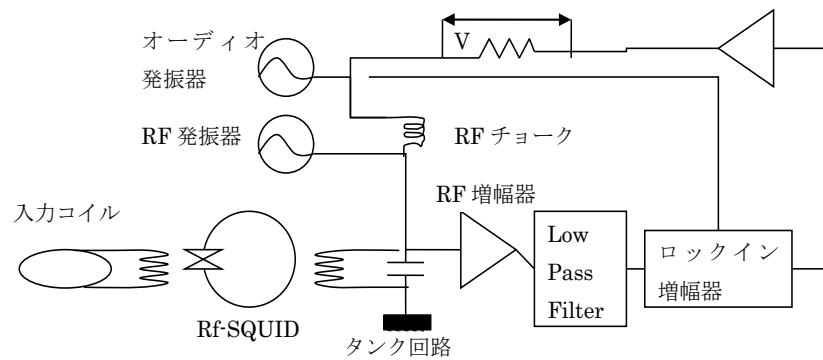 オーディオ
発振器
V
RF 発振器
RF チョーク
入力コイル
RF 増幅器
Low
Pass
Filter
ロックイン
増幅器
Rf-SQUID
タンク回路